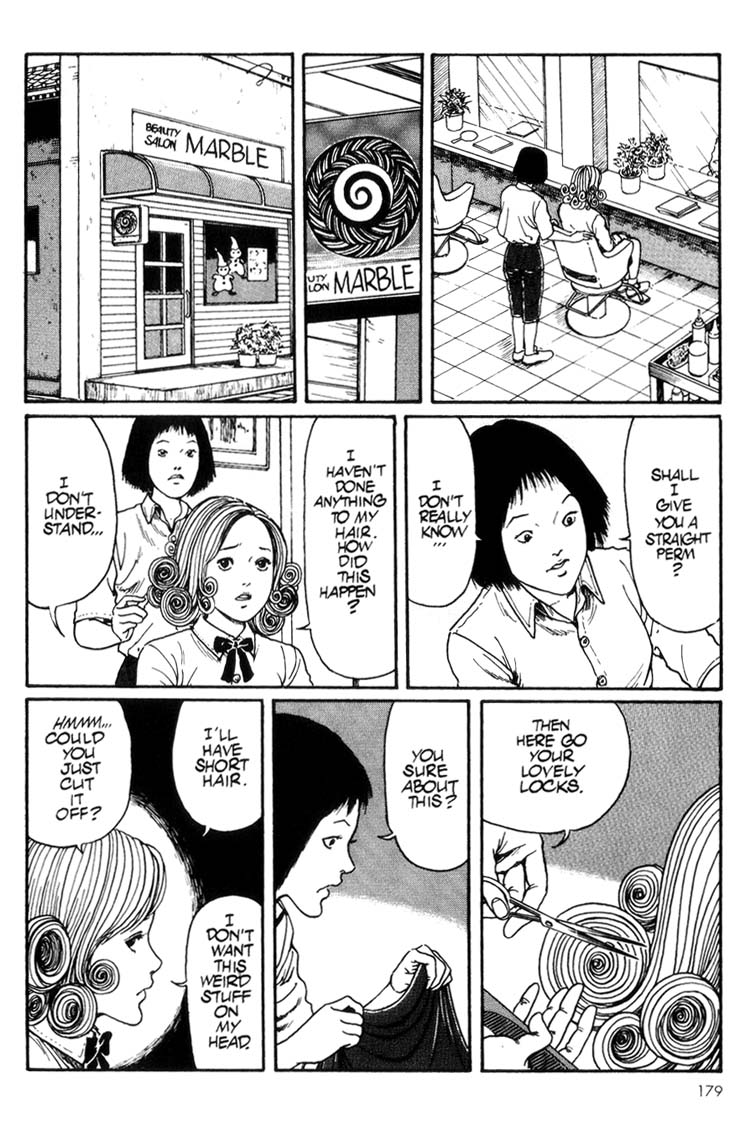 BEAUTY
SALON MARBLE
UTY
LON MARBLE
I
DON'T
UNDER-
STAND...
I
HAVEN'T
DONE
ANYTHING
TO MY
HAIR.
HOW
DID
THIS
HAPPEN
?
I
DON'T
REALLY
KNOW
...
SHALL
I
GIVE
YOU A
STRAIGHT
PERM
?
HMMM...
COULD
YOU
JUST
CUT
IT
OFF?
I'LL
HAVE
SHORT
HAIR.
I
DON'T
WANT
THIS
WEIRD
STUFF
ON
MY
HEAD.
YOU
SURE
ABOUT
THIS?
THEN
HERE GO
YOUR
LOVELY
LOCKS.
179